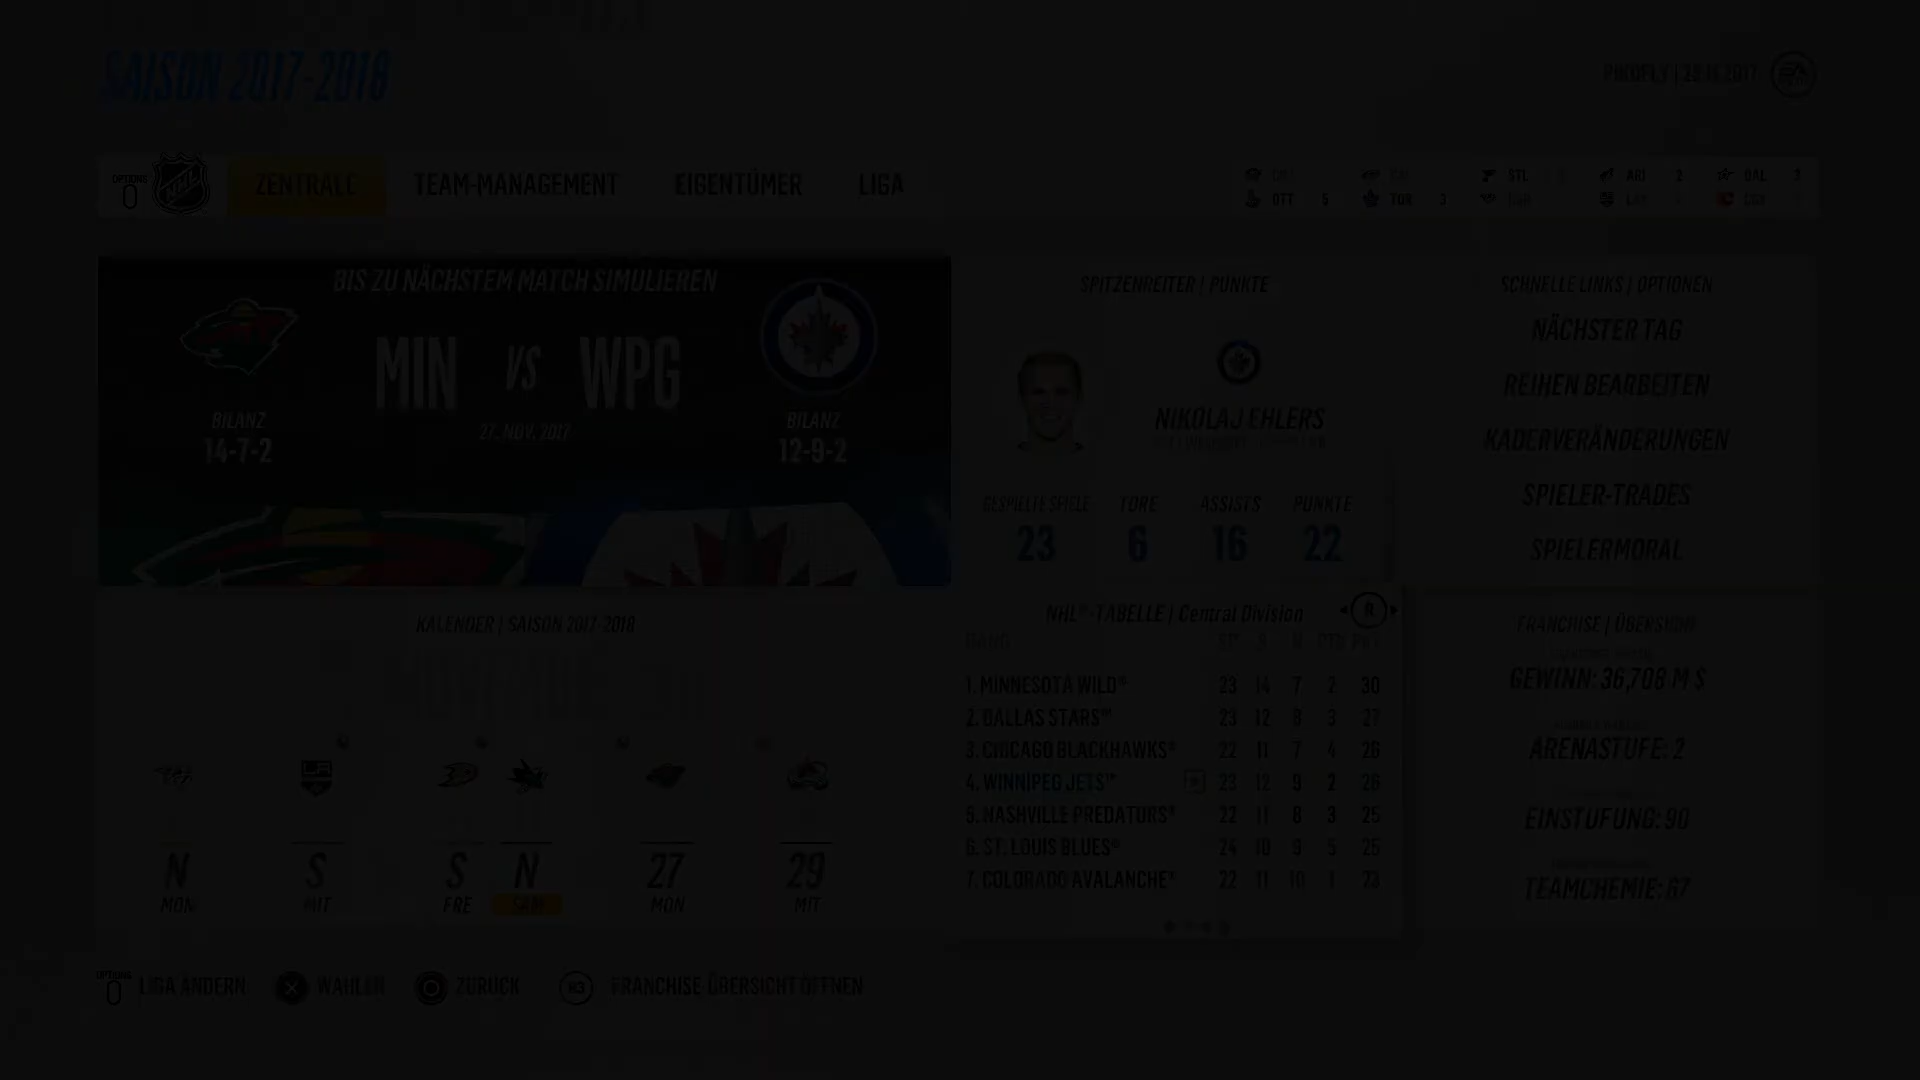 SAISON 2017-2018
OPTIONS
ZENTRALE
TEAM-MANAGEMENT
EIGENTÜMER
LIGA
STL
ARI 2
DAL
OTT 5
TOR 3
BIS ZU NÄCHSTEM MATCH SIMULIEREN
MIN VS WPG
27. NOV. 2017
BILANZ
14-7-2
BILANZ
12-9-2
SPITZENREITER | PUNKTE
NIKOLAJ EHLERS
GESPIELTE SPIELE TORE ASSISTS PUNKTE
23 6 16 22
SCHNELLE LINKS | OPTIONEN
NÄCHSTER TAG
REIHEN BEARBEITEN
KADERVERÄNDERUNGEN
SPIELER-TRADES
SPIELERMORAL
KALENDER | SAISON 2017-2018
N S S N 27 29
MON MIT FRE SAM MON MIT
NHL®-TABELLE | Central Division R
RANG
1. MINNESOTA WILD® 23 14 7 2 30
2. DALLAS STARS™ 23 12 8 3 27
3. CHICAGO BLACKHAWKS® 22 11 7 4 26
4. WINNIPEG JETS™ 23 12 9 2 26
5. NASHVILLE PREDATORS® 22 11 8 3 25
6. ST. LOUIS BLUES® 24 10 9 5 25
7. COLORADO AVALANCHE® 22 11 10 1 23
FRANCHISE | ÜBERSICHT
GEWINN: 36,708 M $
ARENASTUFE: 2
EINSTUFUNG: 90
TEAMCHEMIE: 67
OPTIONS LIGA ÄNDERN
WÄHLEN
ZURÜCK
R3 FRANCHISE-ÜBERSICHT ÖFFNEN